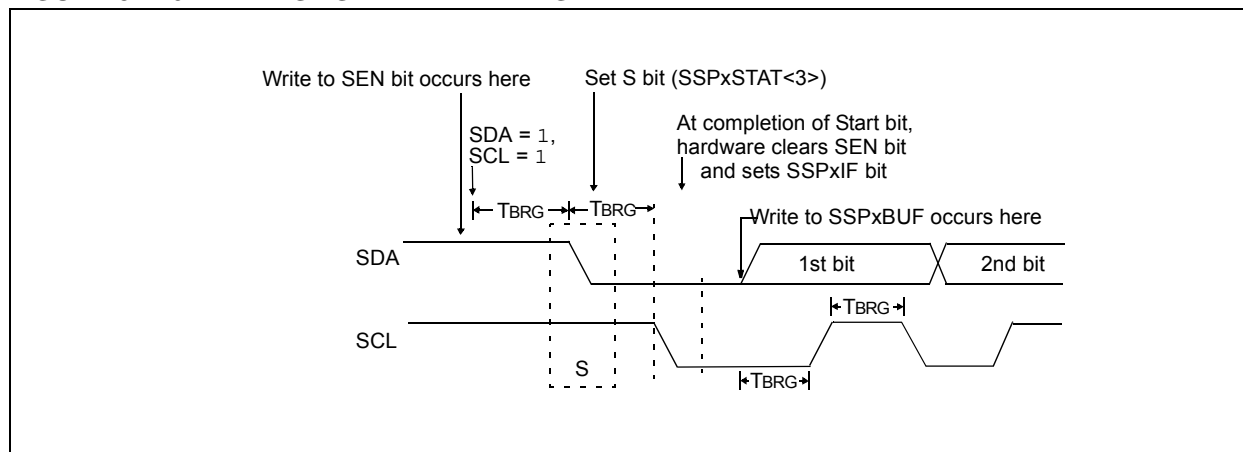 Write to SEN bit occurs here
Set S bit (SSPxSTAT<3>)
At completion of Start bit,
hardware clears SEN bit
and sets SSPxIF bit
SDA = 1,
SCL = 1
TBRG
TBRG
Write to SSPxBUF occurs here
SDA
1st bit
2nd bit
TBRG
SCL
S
TBRG